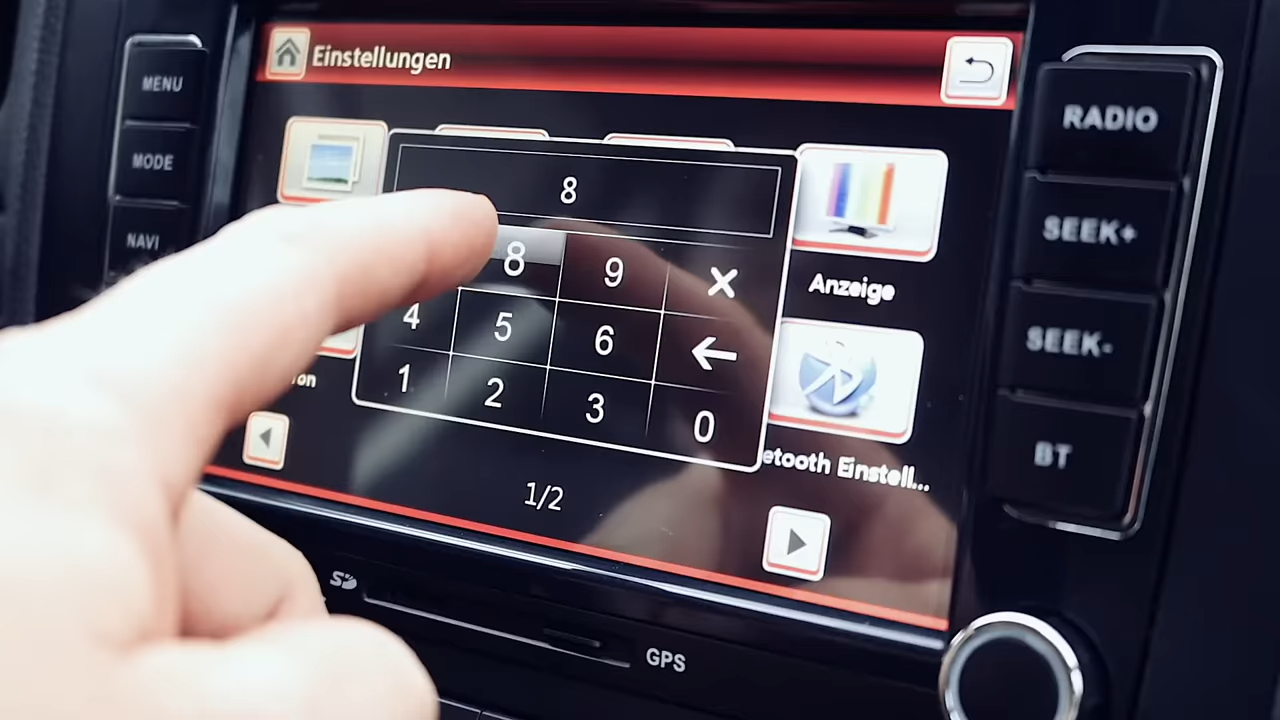 MENU
MODE
NAVI
Einstellungen
8
8 9 ×
4 5 6 ←
1 2 3 0
Anzeige
etooth Einstell...
on
1/2
RADIO
SEEK+
SEEK-
BT
SD
GPS